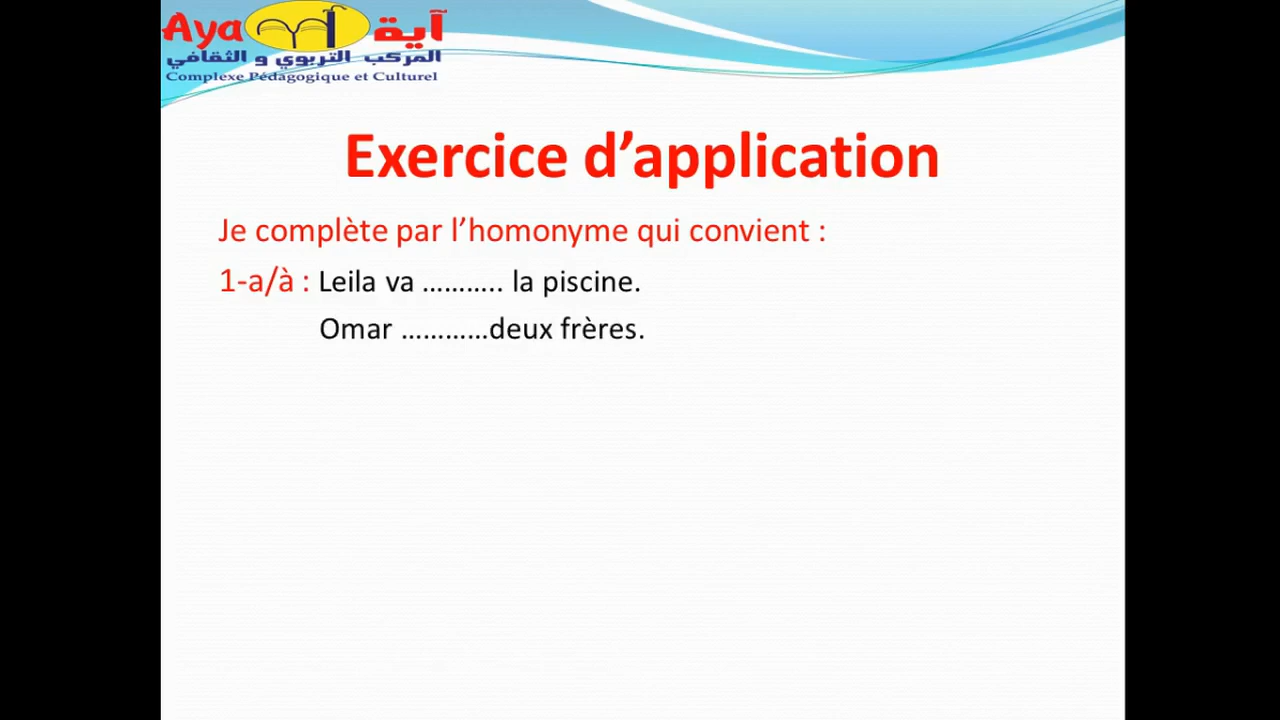 Aya آية
المركب التربوي و الثقافي
Complexe Pédagogique et Culturel
Exercice d’application
Je complète par l’homonyme qui convient :
1-a/à : Leila va ……….. la piscine.
Omar …………deux frères.